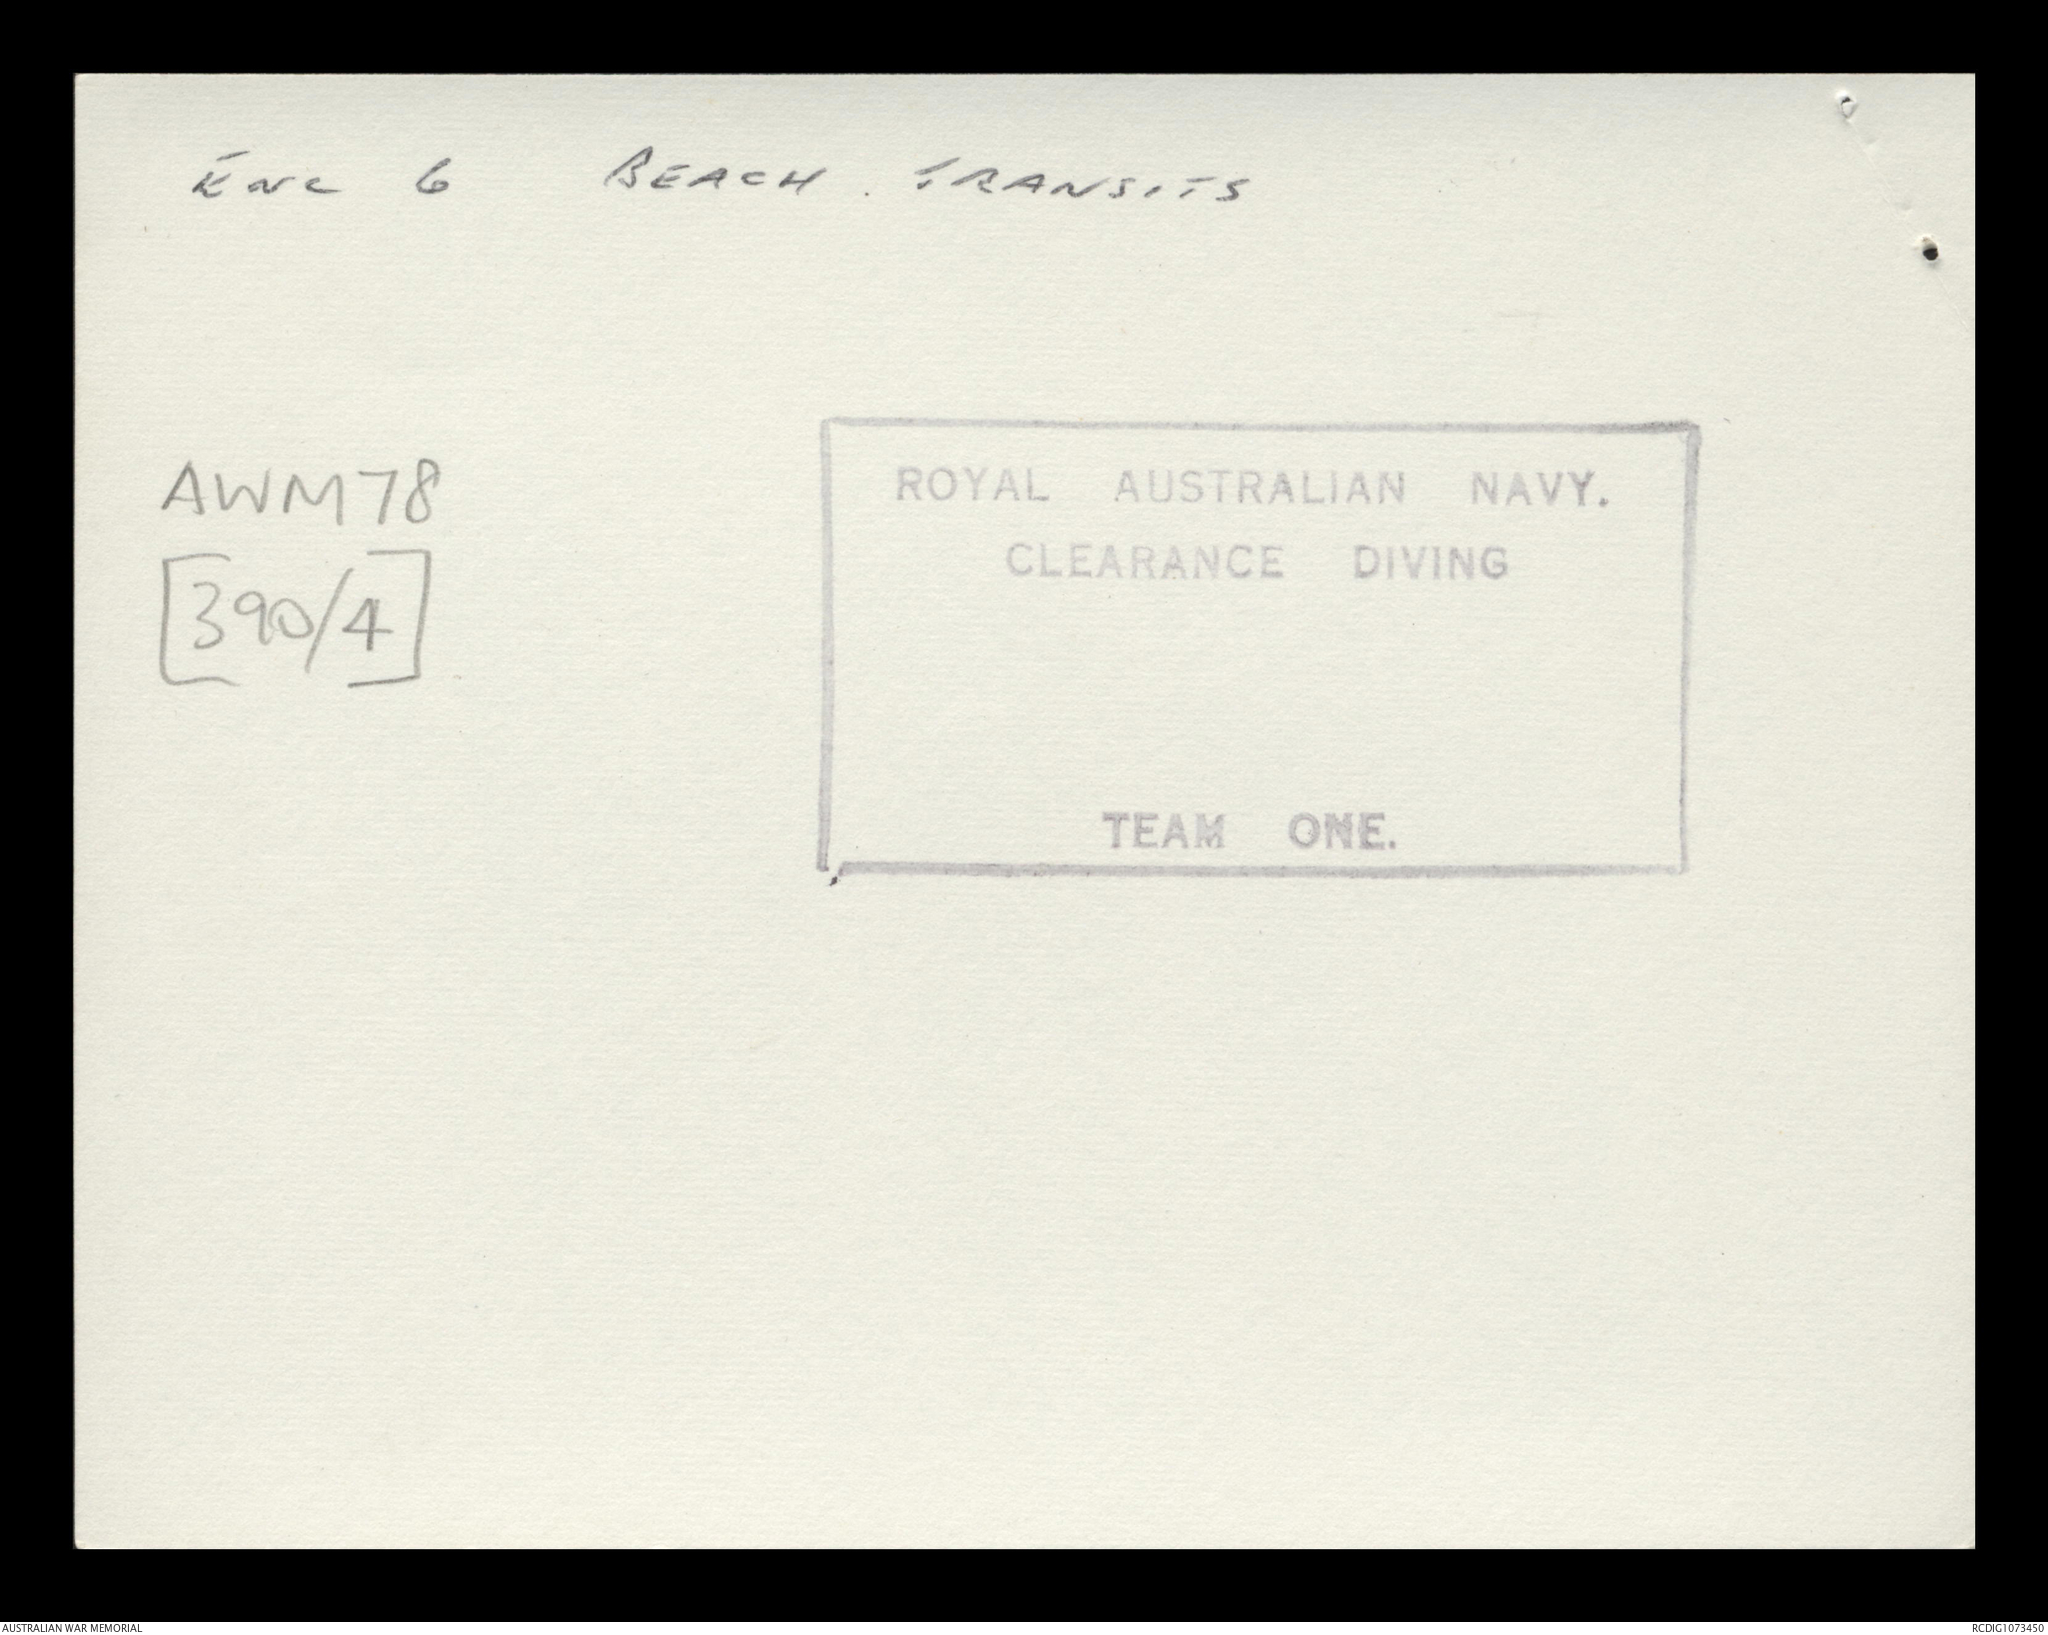 ENC 6 BEACH TRANSITS
AWM78
[390/4]
ROYAL AUSTRALIAN NAVY.
CLEARANCE DIVING
TEAM ONE.
AUSTRALIAN WAR MEMORIAL
RCDIG1073450